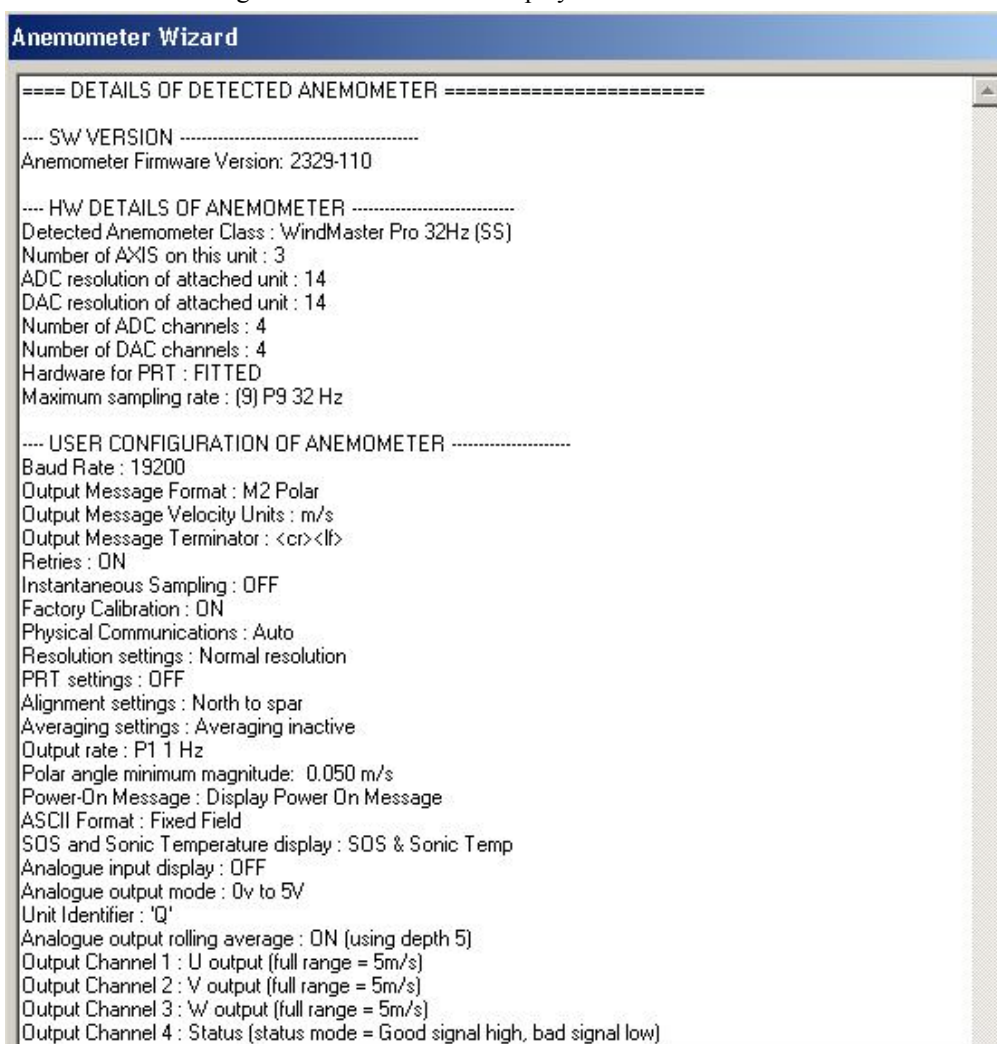 Anemometer Wizard
==== DETAILS OF DETECTED ANEMOMETER ========================
---- SW VERSION --------------------------------------------
Anemometer Firmware Version: 2329-110
---- HW DETAILS OF ANEMOMETER ------------------------------
Detected Anemometer Class : WindMaster Pro 32Hz (SS)
Number of AXIS on this unit : 3
ADC resolution of attached unit : 14
DAC resolution of attached unit : 14
Number of ADC channels : 4
Number of DAC channels : 4
Hardware for PRT : FITTED
Maximum sampling rate : (9) P9 32 Hz
---- USER CONFIGURATION OF ANEMOMETER ----------------------
Baud Rate : 19200
Output Message Format : M2 Polar
Output Message Velocity Units : m/s
Output Message Terminator : <cr><lf>
Retries : ON
Instantaneous Sampling : OFF
Factory Calibration : ON
Physical Communications : Auto
Resolution settings : Normal resolution
PRT settings : OFF
Alignment settings : North to spar
Averaging settings : Averaging inactive
Output rate : P1 1 Hz
Polar angle minimum magnitude:  0.050 m/s
Power-On Message : Display Power On Message
ASCII Format : Fixed Field
SOS and Sonic Temperature display : SOS & Sonic Temp
Analogue input display : OFF
Analogue output mode : 0v to 5V
Unit Identifier : 'Q'
Analogue output rolling average : ON (using depth 5)
Output Channel 1 : U output (full range = 5m/s)
Output Channel 2 : V output (full range = 5m/s)
Output Channel 3 : W output (full range = 5m/s)
Output Channel 4 : Status (status mode = Good signal high, bad signal low)